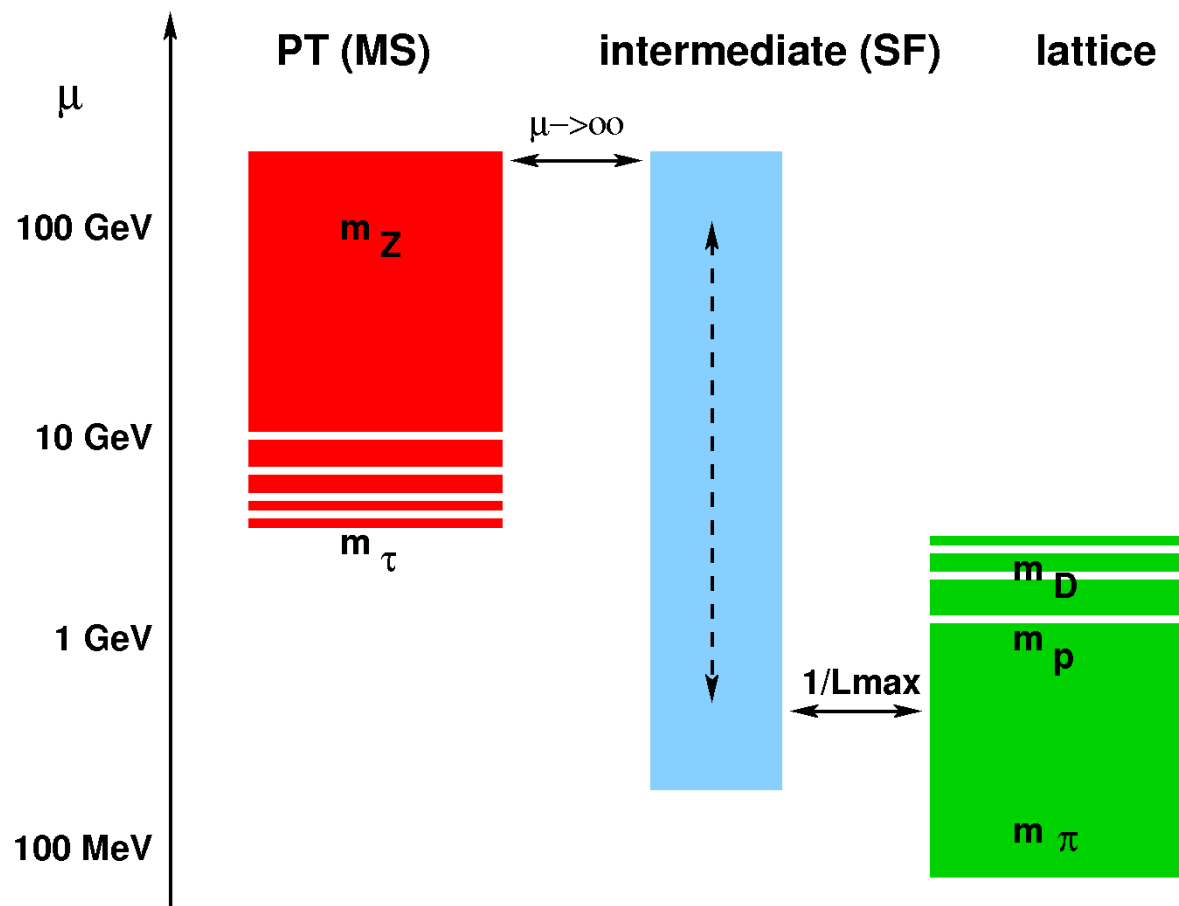 PT (MS)
intermediate (SF)
lattice
μ
μ->oo
100 GeV
m Z
10 GeV
m τ
m D
1 GeV
m p
1/Lmax
100 MeV
m π